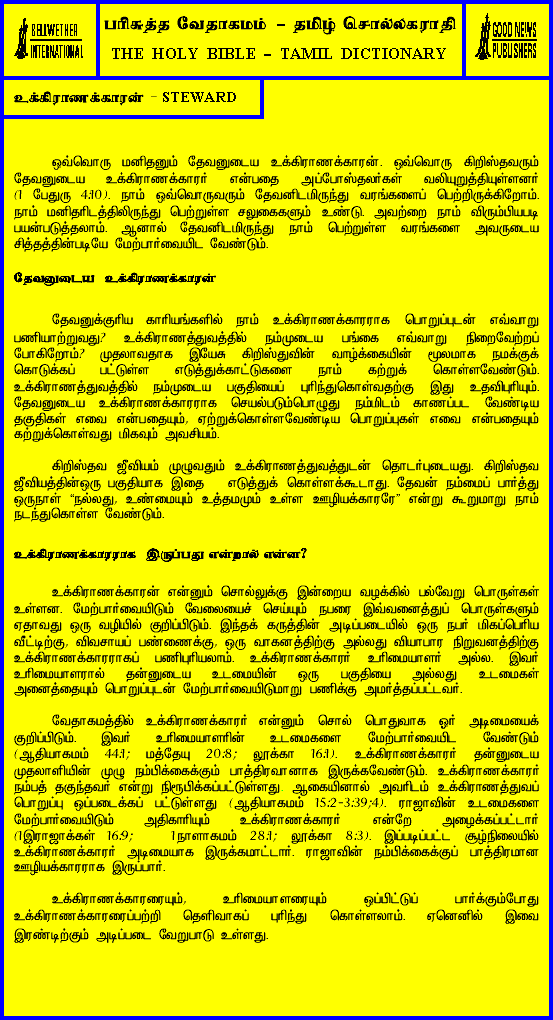 BELLWETHER
INTERNATIONAL
பரிசுத்த வேதாகமம் – தமிழ் சொல்லகராதி
THE HOLY BIBLE – TAMIL DICTIONARY
GOOD NEWS
PUBLISHERS
உக்கிராணக்காரன் – STEWARD
ஒவ்வொரு மனிதனும் தேவனுடைய உக்கிராணக்காரன். ஒவ்வொரு கிறிஸ்தவரும்
தேவனுடைய உக்கிராணக்காரர் என்பதை அப்போஸ்தலர்கள் வலியுறுத்தியுள்ளனர்
(1 பேதுரு 4:10). நாம் ஒவ்வொருவரும் தேவனிடமிருந்து வரங்களைப் பெற்றிருக்கிறோம்.
நாம் மனிதரிடத்திலிருந்து பெற்றுள்ள சலுகைகளும் உண்டு. அவற்றை நாம் விரும்பியபடி
பயன்படுத்தலாம். ஆனால் தேவனிடமிருந்து நாம் பெற்றுள்ள வரங்களை அவருடைய
சித்தத்தின்படியே மேற்பார்வையிட வேண்டும்.
தேவனுடைய உக்கிராணக்காரன்
தேவனுக்குரிய காரியங்களில் நாம் உக்கிராணக்காரராக பொறுப்புடன் எவ்வாறு
பணியாற்றுவது? உக்கிராணத்துவத்தில் நம்முடைய பங்கை எவ்வாறு நிறைவேற்றப்
போகிறோம்? முதலாவதாக இயேசு கிறிஸ்துவின் வாழ்க்கையின் மூலமாக நமக்குக்
கொடுக்கப் பட்டுள்ள எடுத்துக்காட்டுகளை நாம் கற்றுக் கொள்ளவேண்டும்.
உக்கிராணத்துவத்தில் நம்முடைய பகுதியைப் புரிந்துகொள்வதற்கு இது உதவிபுரியும்.
தேவனுடைய உக்கிராணக்காரராக செயல்படும்பொழுது நம்மிடம் காணப்பட வேண்டிய
தகுதிகள் எவை என்பதையும், ஏற்றுக்கொள்ளவேண்டிய பொறுப்புகள் எவை என்பதையும்
கற்றுக்கொள்வது மிகவும் அவசியம்.
கிறிஸ்தவ ஜீவியம் முழுவதும் உக்கிராணத்துவத்துடன் தொடர்புடையது. கிறிஸ்தவ
ஜீவியத்தின்ஒரு பகுதியாக இதை எடுத்துக் கொள்ளக்கூடாது. தேவன் நம்மைப் பார்த்து
ஒருநாள் “நல்லது, உண்மையும் உத்தமமும் உள்ள ஊழியக்காரரே” என்று கூறுமாறு நாம்
நடந்துகொள்ள வேண்டும்.
உக்கிராணக்காரராக இருப்பது என்றால் என்ன?
உக்கிராணக்காரன் என்னும் சொல்லுக்கு இன்றைய வழக்கில் பல்வேறு பொருள்கள்
உள்ளன. மேற்பார்வையிடும் வேலையைச் செய்யும் நபரை இவ்வனைத்துப் பொருள்களும்
ஏதாவது ஒரு வழியில் குறிப்பிடும். இந்தக் கருத்தின் அடிப்படையில் ஒரு நபர் மிகப்பெரிய
வீட்டிற்கு, விவசாயப் பண்ணைக்கு, ஒரு வாகனத்திற்கு அல்லது வியாபார நிறுவனத்திற்கு
உக்கிராணக்காரராகப் பணிபுரியலாம். உக்கிராணக்காரர் உரிமையாளர் அல்ல. இவர்
உரிமையாளரால் தன்னுடைய உடமையின் ஒரு பகுதியை அல்லது உடமைகள்
அனைத்தையும் பொறுப்புடன் மேற்பார்வையிடுமாறு பணிக்கு அமர்த்தப்பட்டவர்.
வேதாகமத்தில் உக்கிராணக்காரர் என்னும் சொல் பொதுவாக ஓர் அடிமையைக்
குறிப்பிடும். இவர் உரிமையாளரின் உடமைகளை மேற்பார்வையிட வேண்டும்
(ஆதியாகமம் 44:1; மத்தேயு 20:8; லூக்கா 16:1). உக்கிராணக்காரர் தன்னுடைய
முதலாளியின் முழு நம்பிக்கைக்கும் பாத்திரவானாக இருக்கவேண்டும். உக்கிராணக்காரர்
நம்பத் தகுந்தவர் என்று நிரூபிக்கப்பட்டுள்ளது. ஆகையினால் அவரிடம் உக்கிராணத்துவப்
பொறுப்பு ஒப்படைக்கப் பட்டுள்ளது (ஆதியாகமம் 15:2-3:39;4). ராஜாவின் உடமைகளை
மேற்பார்வையிடும் அதிகாரியும் உக்கிராணக்காரர் என்றே அழைக்கப்பட்டார்
(1இராஜாக்கள் 16:9; 1நாளாகமம் 28:1; லூக்கா 8:3). இப்படிப்பட்ட சூழ்நிலையில்
உக்கிராணக்காரர் அடிமையாக இருக்கமாட்டார். ராஜாவின் நம்பிக்கைக்குப் பாத்திரமான
ஊழியக்காரராக இருப்பார்.
உக்கிராணக்காரரையும், உரிமையாளரையும் ஒப்பிட்டுப் பார்க்கும்போது
உக்கிராணக்காரரைப்பற்றி தெளிவாகப் புரிந்து கொள்ளலாம். ஏனெனில் இவை
இரண்டிற்கும் அடிப்படை வேறுபாடு உள்ளது.